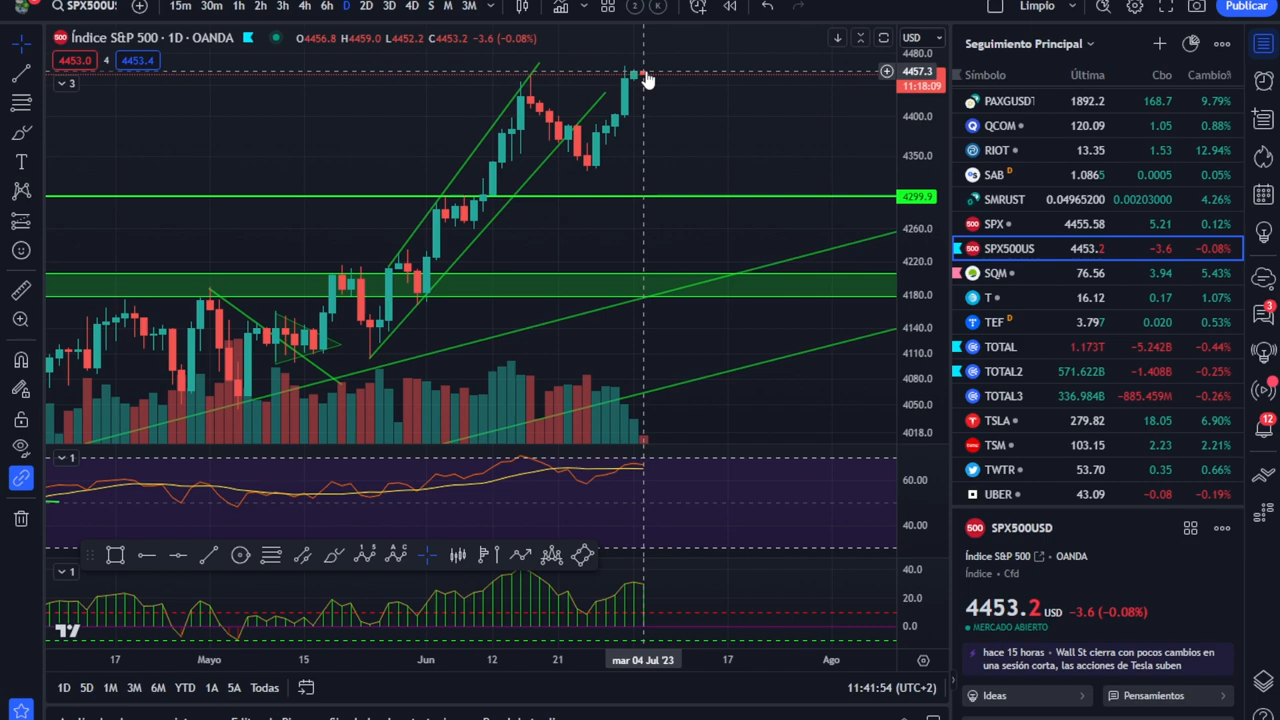 SPX500U
15m 30m 1h 2h 3h 4h 6h D 2D 3D 4D S M 3M
2 K
Limpio
Publicar
500 Índice S&P 500 · 1D · OANDA O4456.8 H4459.0 L4452.2 C4453.2 -3.6 (-0.08%)
USD
4453.0 4 4453.4
3
4480.0
4457.3
11:18:09
4400.0
4350.0
4299.9
4260.0
4220.0
4180.0
4140.0
4110.0
4080.0
4050.0
4018.0
1
60.00
40.00
1
40.0
20.0
0.0
17 Mayo 15 Jun 12 21 mar 04 Jul '23 17 Ago
1D 5D 1M 3M 6M YTD 1A 5A Todas
11:41:54 (UTC+2)
Seguimiento Principal
Símbolo Última Cbo Cambio%
PAXGUSDT 1892.2 168.7 9.79%
QCOM 120.09 1.05 0.88%
RIOT 13.35 1.53 12.94%
SAB D 1.0865 0.0005 0.05%
SMRUST 0.04965200 0.00203000 4.26%
500 SPX 4455.58 5.21 0.12%
500 SPX500US 4453.2 -3.6 -0.08%
SQM 76.56 3.94 5.43%
T 16.12 0.17 1.07%
TEF D 3.797 0.020 0.53%
TOTAL 1.173T -5.242B -0.44%
TOTAL2 571.622B -1.408B -0.25%
TOTAL3 336.984B -885.459M -0.26%
TSLA 279.82 18.05 6.90%
TSM 103.15 2.23 2.21%
TWTR 53.70 0.35 0.66%
UBER 43.09 -0.08 -0.19%
500 SPX500USD
Índice S&P 500 · OANDA
Índice · Cfd
4453.2 USD -3.6 (-0.08%)
MERCADO ABIERTO
hace 15 horas · Wall St cierra con pocos cambios en
una sesión corta, las acciones de Tesla suben
Ideas
Pensamientos
3
12